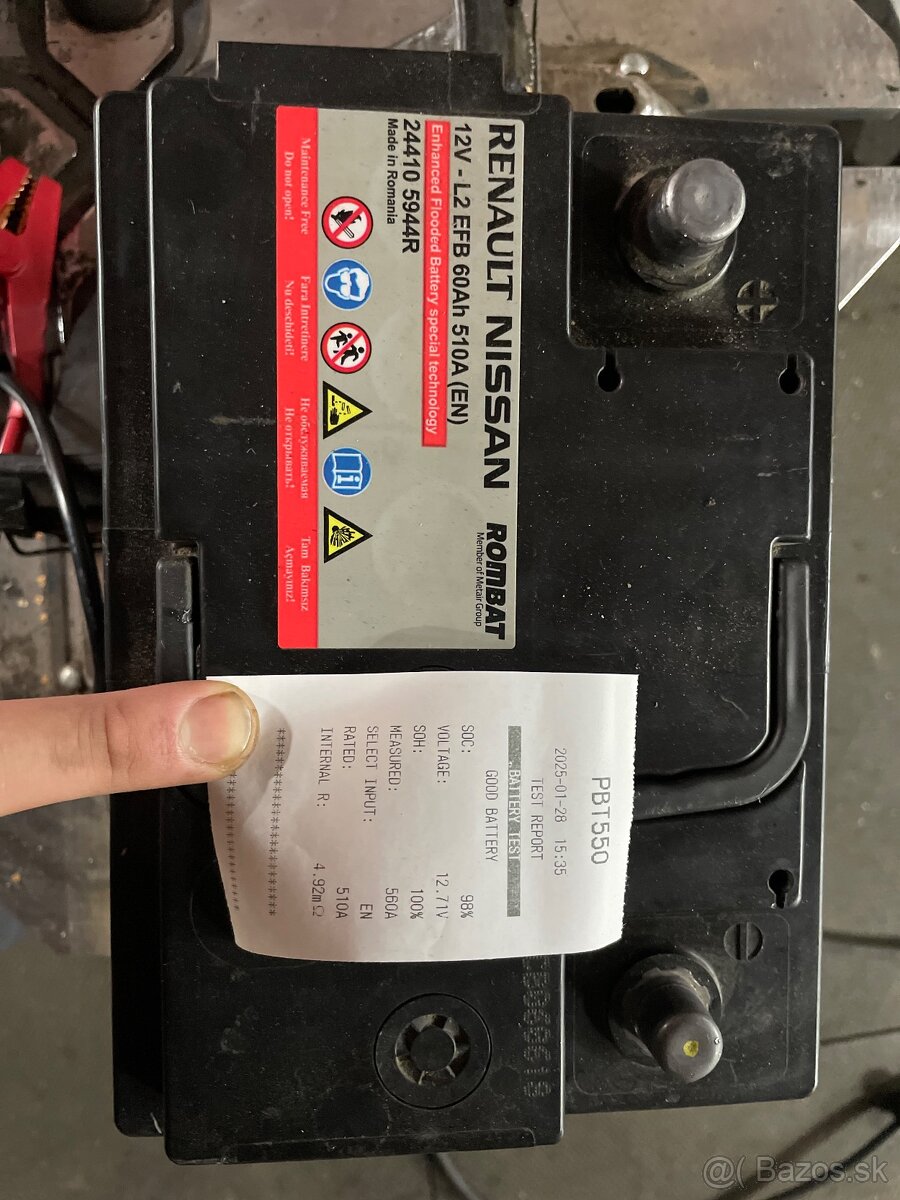 RENAULT NISSAN
ROMBAT
Member of Metair Group
12V - L2 EFB 60Ah 510A (EN)
Enhanced Flooded Battery special technology
24410 5944R
Made in Romania
Maintenance Free
Do not open!
Fara Intretinere
Nu deschideti!
Не обслуживаемая
Не открывать!
Tam Bakımsız
Açmayınız!
+
-
PBT550
2025-01-28 15:35
TEST REPORT
BATTERY TEST
GOOD BATTERY
SOC: 98%
VOLTAGE: 12.71V
SOH: 100%
MEASURED: 560A
SELECT INPUT: EN
RATED: 510A
INTERNAL R: 4.92mΩ
@( Bazos.sk